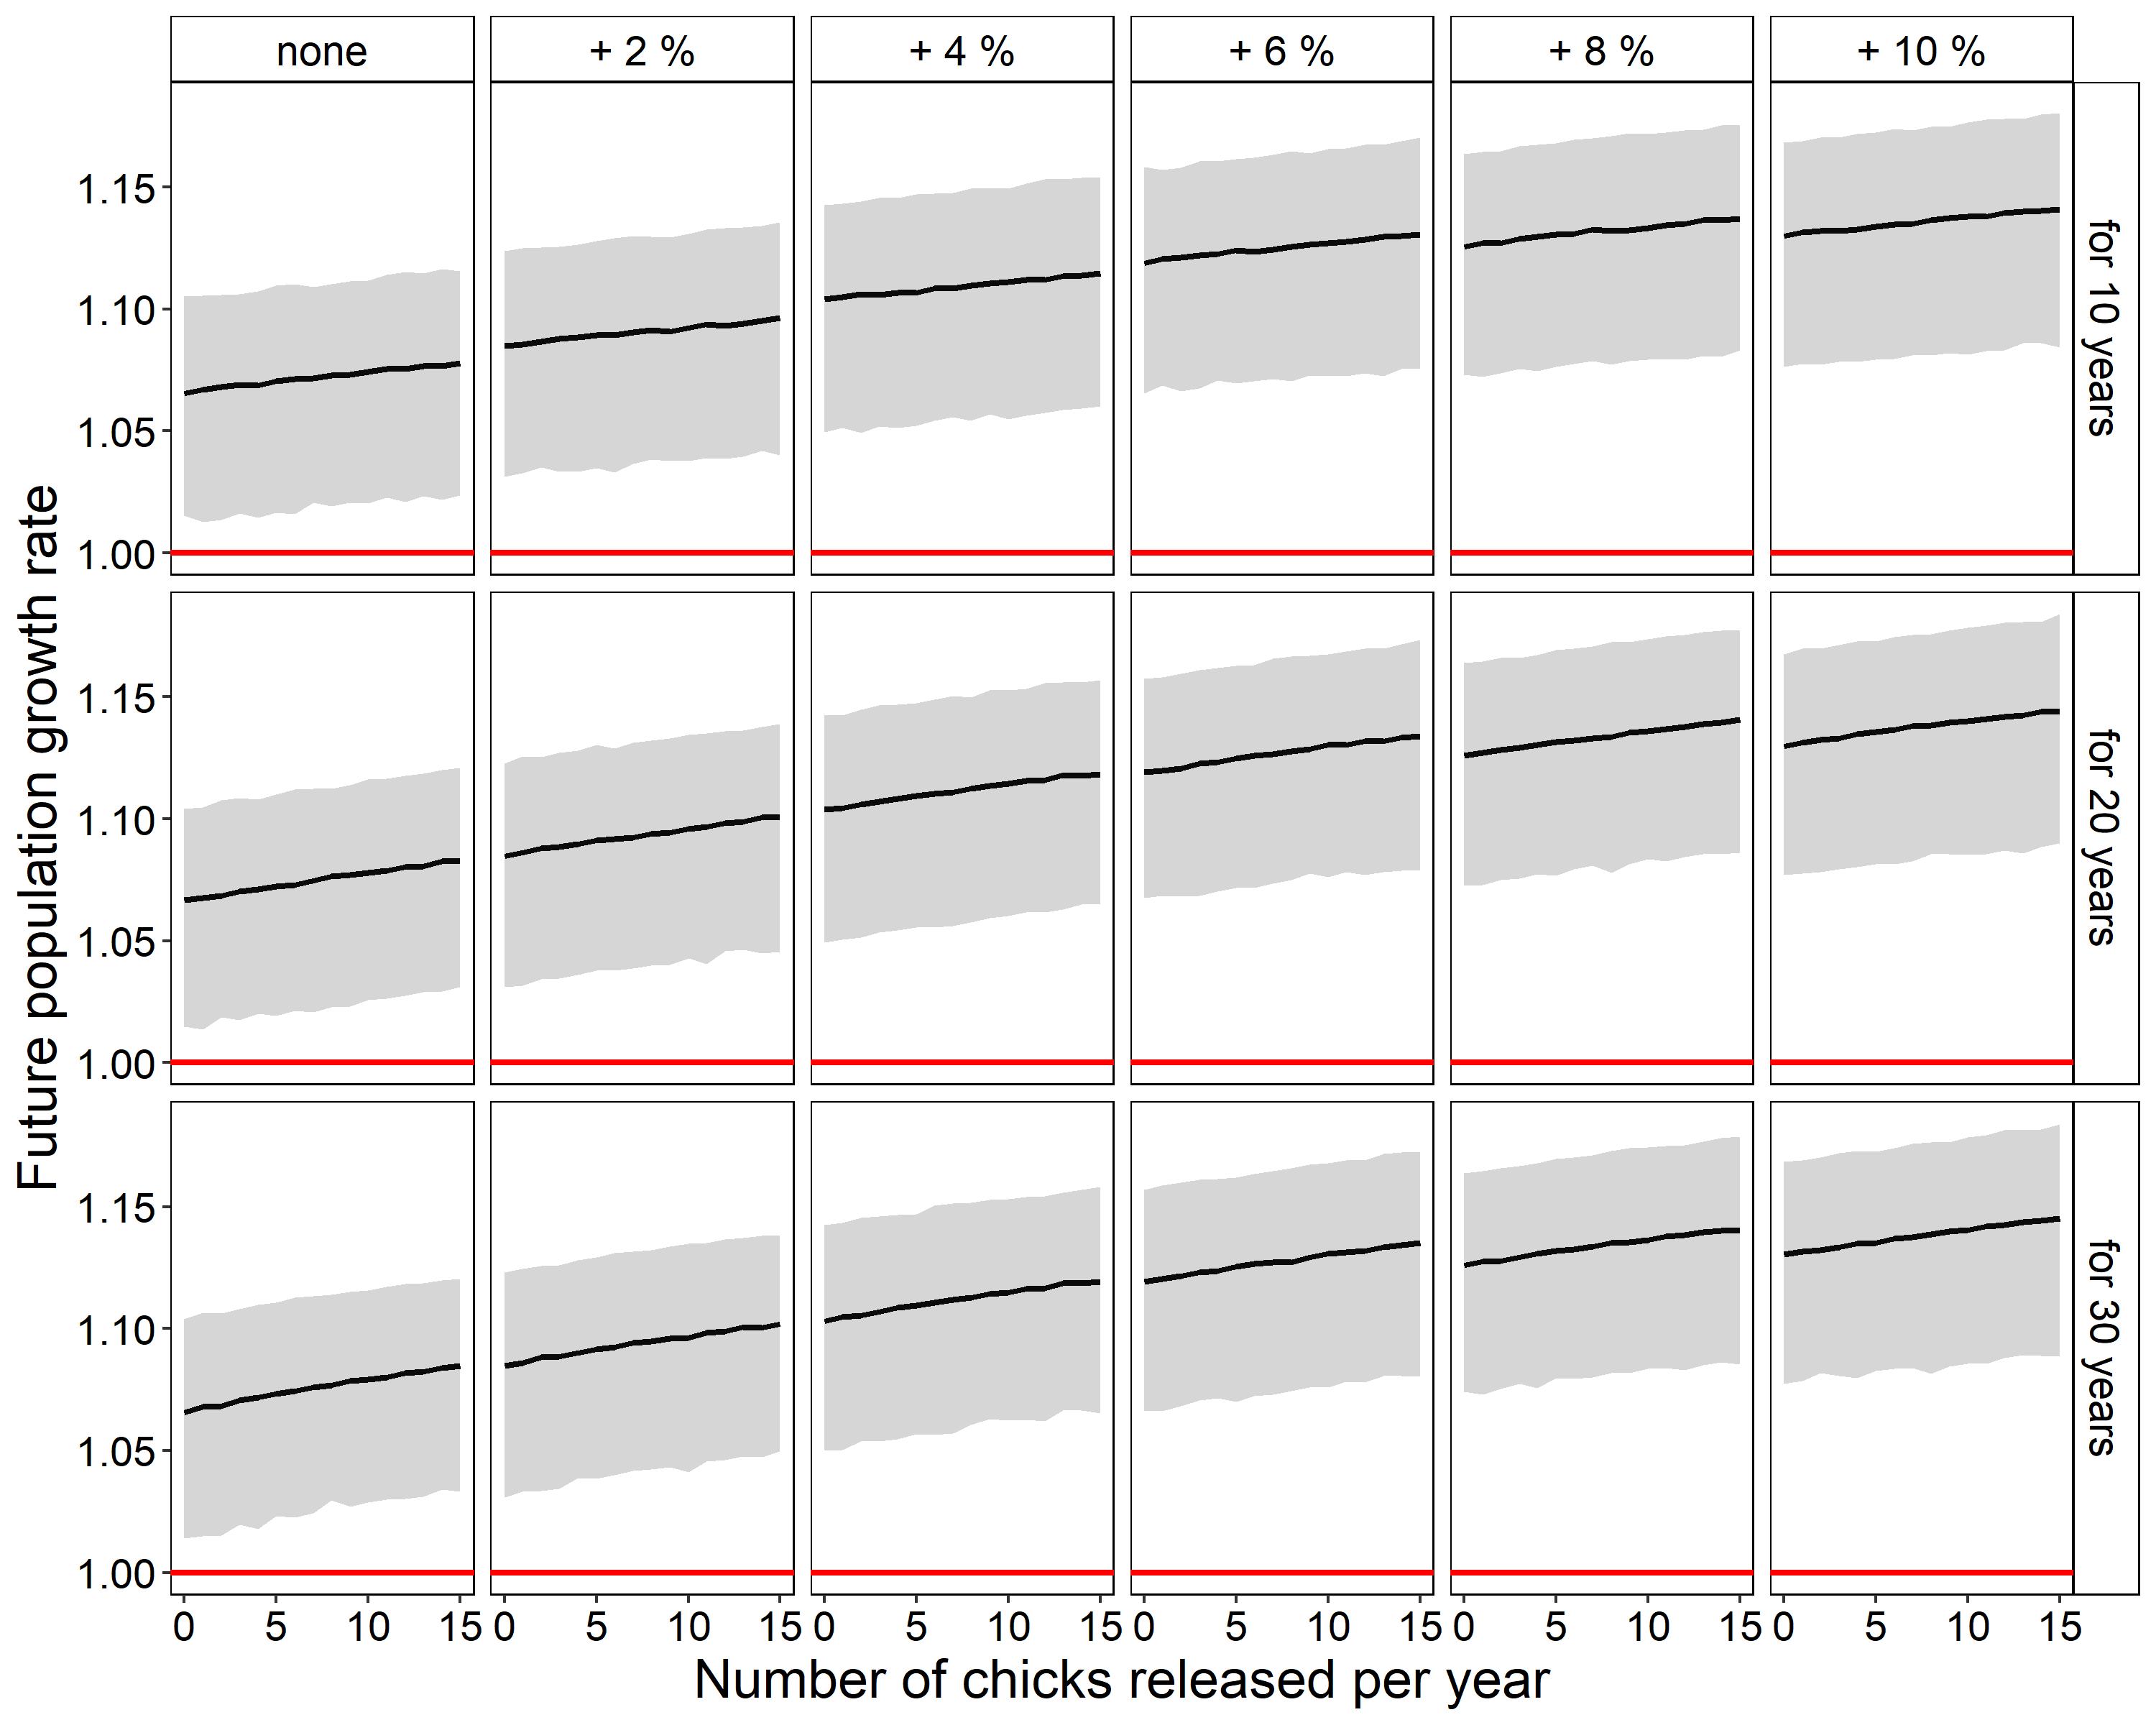 none
+ 2 %
+ 4 %
+ 6 %
+ 8 %
+ 10 %
Future population growth rate
1.15
1.10
1.05
1.00
for 10 years
1.15
1.10
1.05
1.00
for 20 years
1.15
1.10
1.05
1.00
for 30 years
0 5 10 15 0 5 10 15 0 5 10 15 0 5 10 15 0 5 10 15 0 5 10 15
Number of chicks released per year